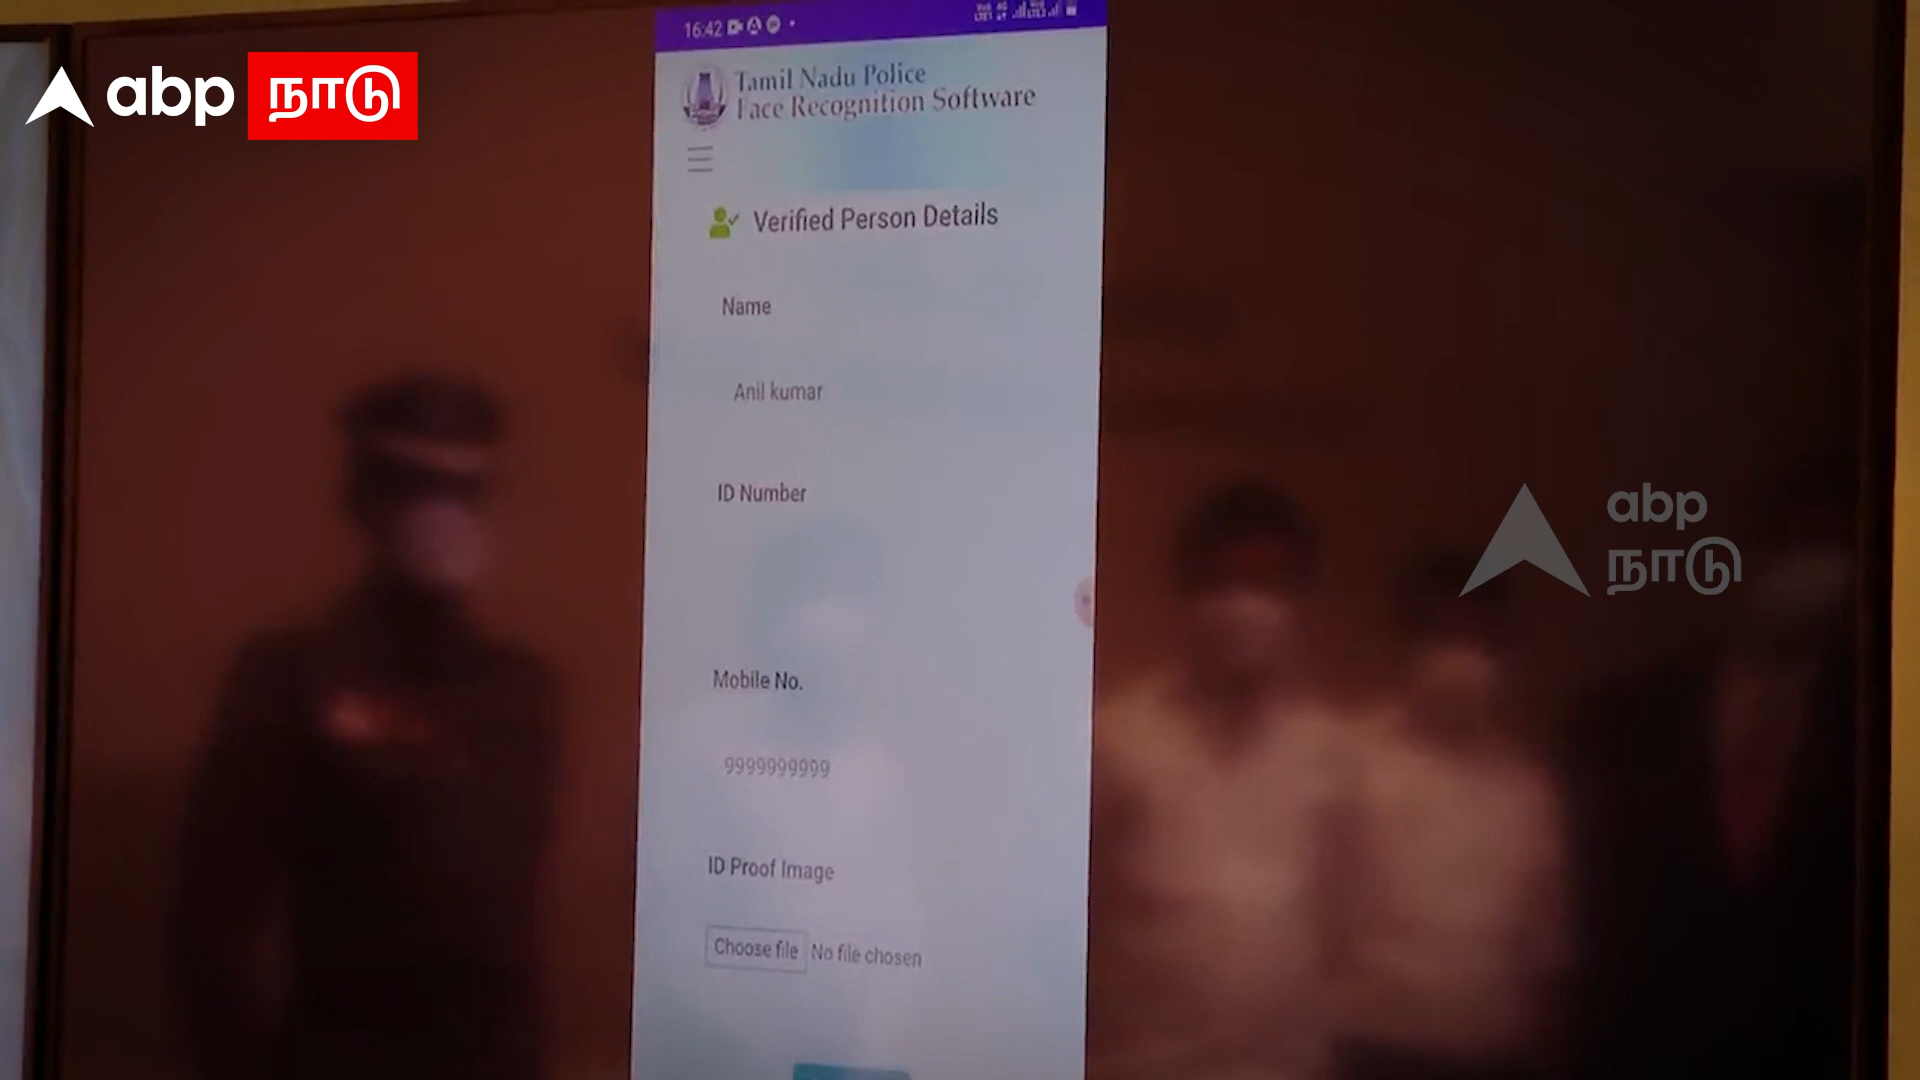 abp நாடு
16:42
Tamil Nadu Police
Face Recognition Software
Verified Person Details
Name
Anil kumar
ID Number
Mobile No.
9999999999
ID Proof Image
Choose file No file chosen
abp
நாடு